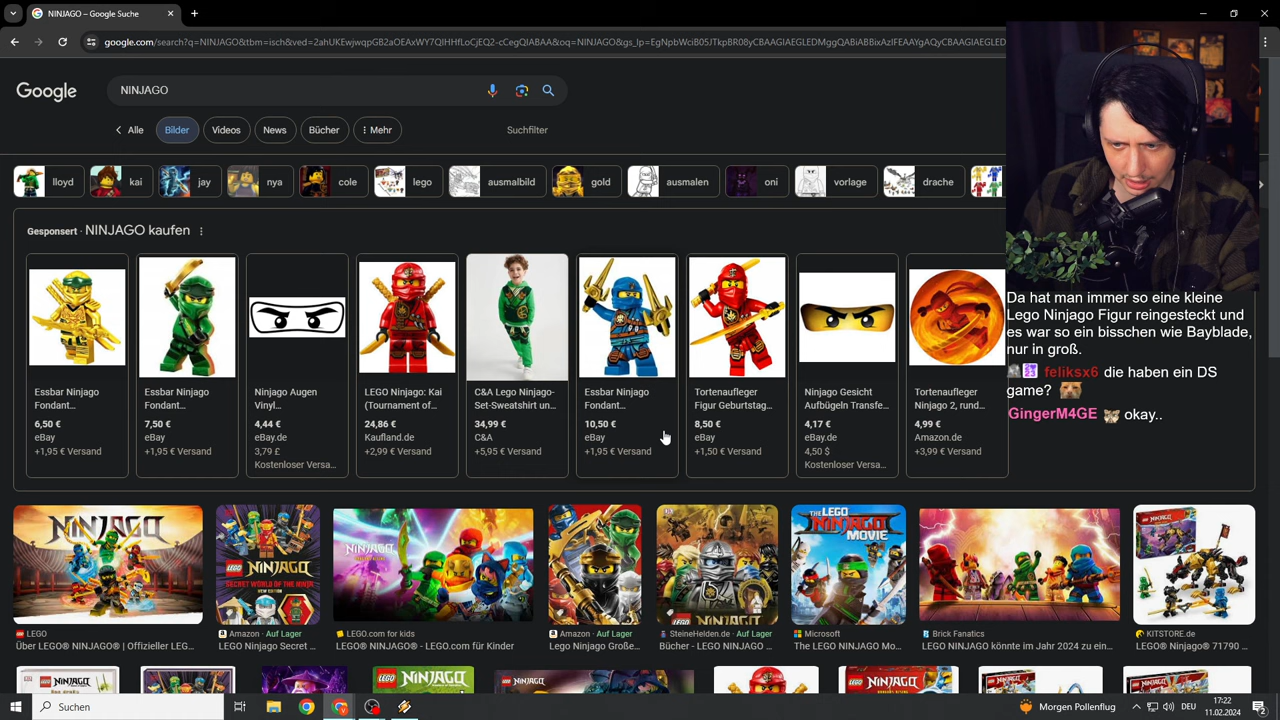 NINJAGO – Google Suche
google.com/search?q=NINJAGO&tbm=isch&ved=2ahUKEwjwqpGB2aOEAxWY7QIHHfLoCjEQ2-cCegQIABAA&oq=NINJAGO&gs_lp=EgNpbWciB05JTkpBR08yCBAAGIAEGLEDMggQABiABBixAzIFEAAYgAQyCBAAGIAEGLED
Google
NINJAGO
Alle
Bilder
Videos
News
Bücher
Mehr
Suchfilter
lloyd
kai
jay
nya
cole
lego
ausmalbild
gold
ausmalen
oni
vorlage
drache
Gesponsert · NINJAGO kaufen
Essbar Ninjago
Fondant...
6,50 €
eBay
+1,95 € Versand
Essbar Ninjago
Fondant...
7,50 €
eBay
+1,95 € Versand
Ninjago Augen
Vinyl...
4,44 €
eBay.de
3,79 £
Kostenloser Versa...
LEGO Ninjago: Kai
(Tournament of...
24,86 €
Kaufland.de
+2,99 € Versand
C&A Lego Ninjago-
Set-Sweatshirt un...
34,99 €
C&A
+5,95 € Versand
Essbar Ninjago
Fondant...
10,50 €
eBay
+1,95 € Versand
Tortenaufleger
Figur Geburtstag...
8,50 €
eBay
+1,50 € Versand
Ninjago Gesicht
Aufbügeln Transfe...
4,17 €
eBay.de
4,50 $
Kostenloser Versa...
Tortenaufleger
Ninjago 2, rund...
4,99 €
Amazon.de
+3,99 € Versand
Da hat man immer so eine kleine
Lego Ninjago Figur reingesteckt und
es war so ein bisschen wie Bayblade,
nur in groß.
feliksx6 die haben ein DS
game?
GingerM4GE okay..
NINJAGO
LEGO
NINJAGO
SECRET WORLD OF THE NINJA
NEW EDITION
NINJAGO
LEGO NINJAGO
THE LEGO
NINJAGO
MOVIE
LEGO
Über LEGO® NINJAGO® | Offizieller LEG...
Amazon · Auf Lager
LEGO Ninjago Secret ...
LEGO.com for kids
LEGO® NINJAGO® - LEGO.com für Kinder
Amazon · Auf Lager
Lego Ninjago Große...
SteineHelden.de · Auf Lager
Bücher - LEGO NINJAGO ...
Microsoft
The LEGO NINJAGO Mo...
Brick Fanatics
LEGO NINJAGO könnte im Jahr 2024 zu ein...
KITSTORE.de
LEGO® Ninjago® 71790 ...
NINJAGO
NINJAGO
NINJAGO
NINJAGO
Suchen
Morgen Pollenflug
DEU
17:22
11.02.2024
2